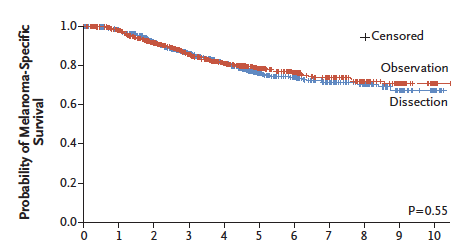 Probability of Melanoma-Specific
Survival
1.0
0.8
0.6
0.4
0.2
0.0
+Censored
Observation
Dissection
P=0.55
0 1 2 3 4 5 6 7 8 9 10